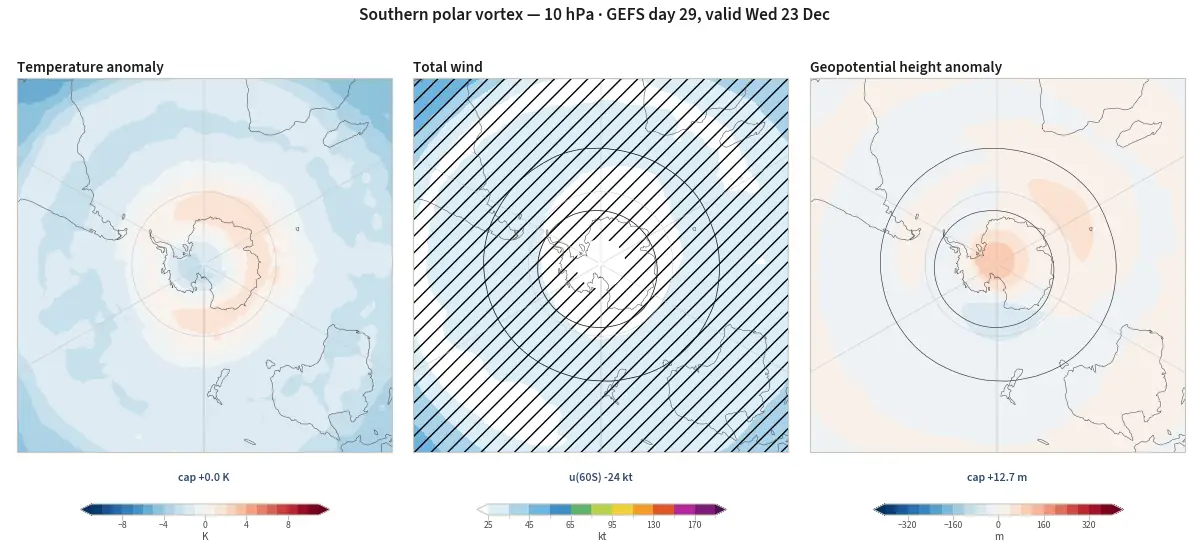 Southern polar vortex — 10 hPa · GEFS day 29, valid Wed 23 Dec
Temperature anomaly
Total wind
Geopotential height anomaly
cap +0.0 K
u(60S) -24 kt
cap +12.7 m
−8 −4 0 4 8
K
25 45 65 95 130 170
kt
−320 −160 0 160 320
m